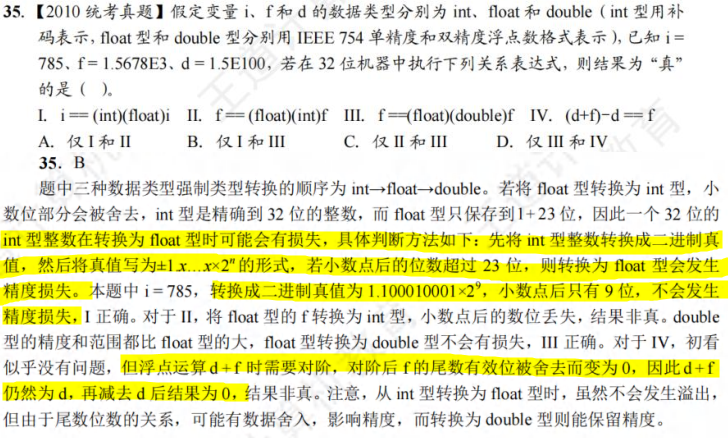 35. 【2010 统考真题】假定变量 i、f 和 d 的数据类型分别为 int、float 和 double（int 型用补
码表示，float 型和 double 型分别用 IEEE 754 单精度和双精度浮点数格式表示），已知 i =
785、f = 1.5678E3、d = 1.5E100，若在 32 位机器中执行下列关系表达式，则结果为“真”
的是（ ）。
I. i == (int)(float)i II. f == (float)(int)f III. f ==(float)(double)f IV. (d+f)-d == f
A. 仅 I 和 II B. 仅 I 和 III C. 仅 II 和 III D. 仅 III 和 IV
35. B
题中三种数据类型强制类型转换的顺序为 int→float→double。若将 float 型转换为 int 型，小
数位部分会被舍去，int 型是精确到 32 位的整数，而 float 型只保存到1+23 位，因此一个 32 位的
int 型整数在转换为 float 型时可能会有损失，具体判断方法如下：先将 int 型整数转换成二进制真
值，然后将真值写为±1.x…x×2ⁿ 的形式，若小数点后的位数超过 23 位，则转换为 float 型会发生
精度损失。本题中 i = 785，转换成二进制真值为 1.100010001×2⁹，小数点后只有 9 位，不会发生
精度损失，I 正确。对于 II，将 float 型的 f 转换为 int 型，小数点后的数位丢失，结果非真。double
型的精度和范围都比 float 型的大，float 型转换为 double 型不会有损失，III 正确。对于 IV，初看
似乎没有问题，但浮点运算 d + f 时需要对阶，对阶后 f 的尾数有效位被舍去而变为 0，因此 d + f
仍然为 d，再减去 d 后结果为 0，结果非真。注意，从 int 型转换为 float 型时，虽然不会发生溢出，
但由于尾数位数的关系，可能有数据舍入，影响精度，而转换为 double 型则能保留精度。